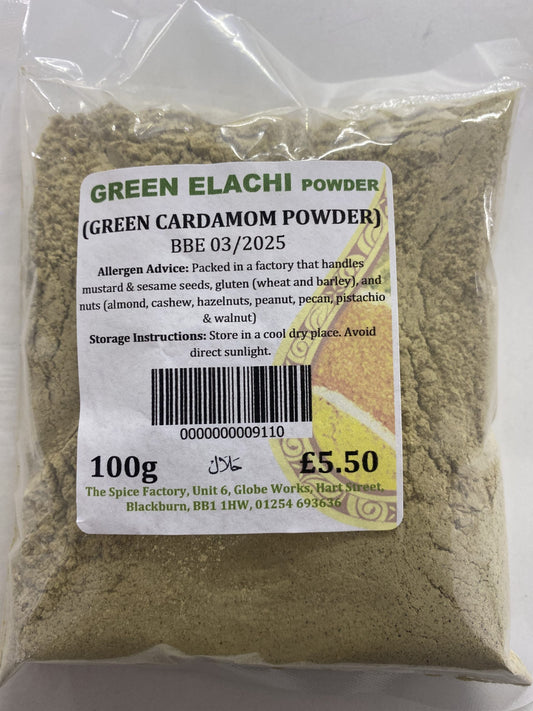 GREEN ELACHI POWDER
(GREEN CARDAMOM POWDER)
BBE 03/2025
Allergen Advice: Packed in a factory that handles
mustard & sesame seeds, gluten (wheat and barley), and
nuts (almond, cashew, hazelnuts, peanut, pecan, pistachio
& walnut)
Storage Instructions: Store in a cool dry place. Avoid
direct sunlight.
0000000009110
100g حلال £5.50
The Spice Factory, Unit 6, Globe Works, Hart Street,
Blackburn, BB1 1HW, 01254 693636